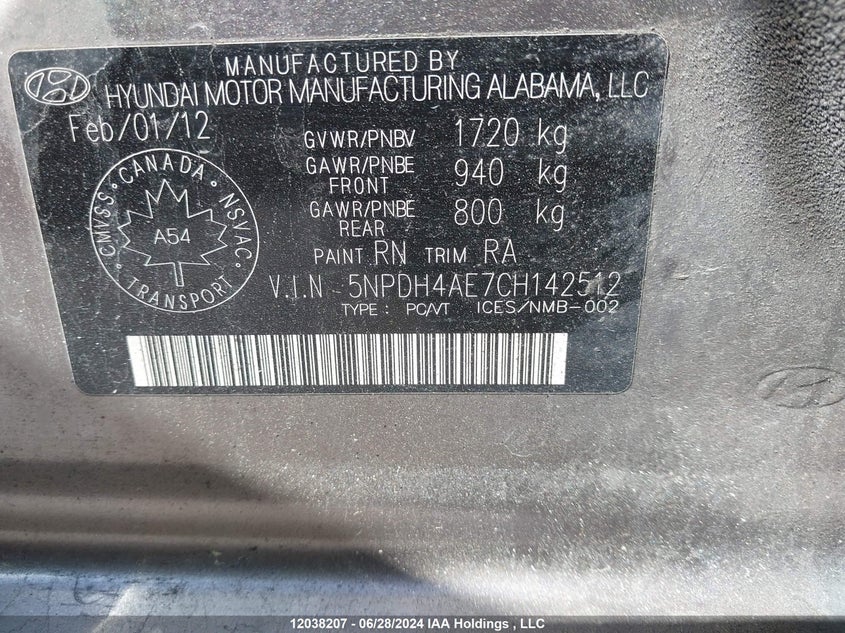 MANUFACTURED BY
HYUNDAI MOTOR MANUFACTURING ALABAMA, LLC
Feb/01/12
GVWR/PNBV 1720 kg
GAWR/PNBE FRONT 940 kg
GAWR/PNBE REAR 800 kg
PAINT RN TRIM RA
V.I.N 5NPDH4AE7CH142512
TYPE : PC/VT ICES/NMB-002
CMVSS • CANADA • NSVAC • TRANSPORT •
A54
12038207 - 06/28/2024 IAA Holdings , LLC